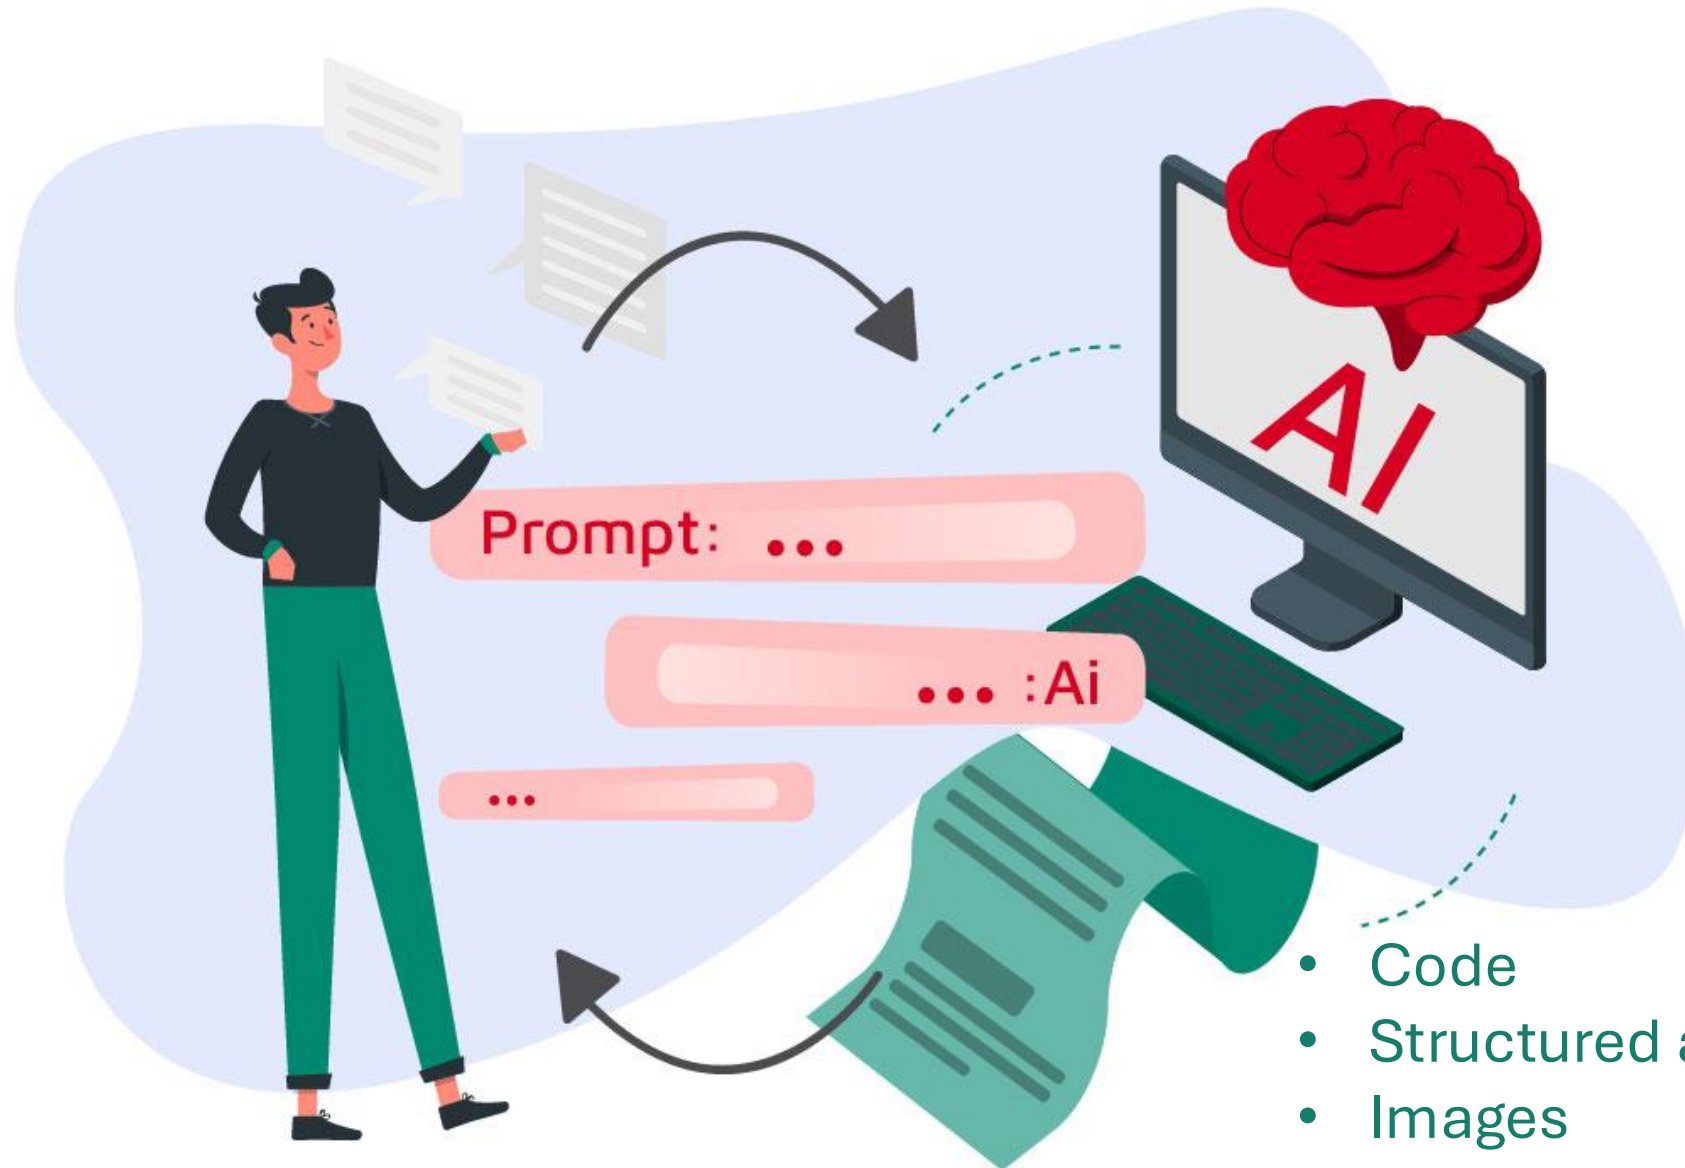 AI
Prompt: ...
... :Ai
...
• Code
• Structured a
• Images